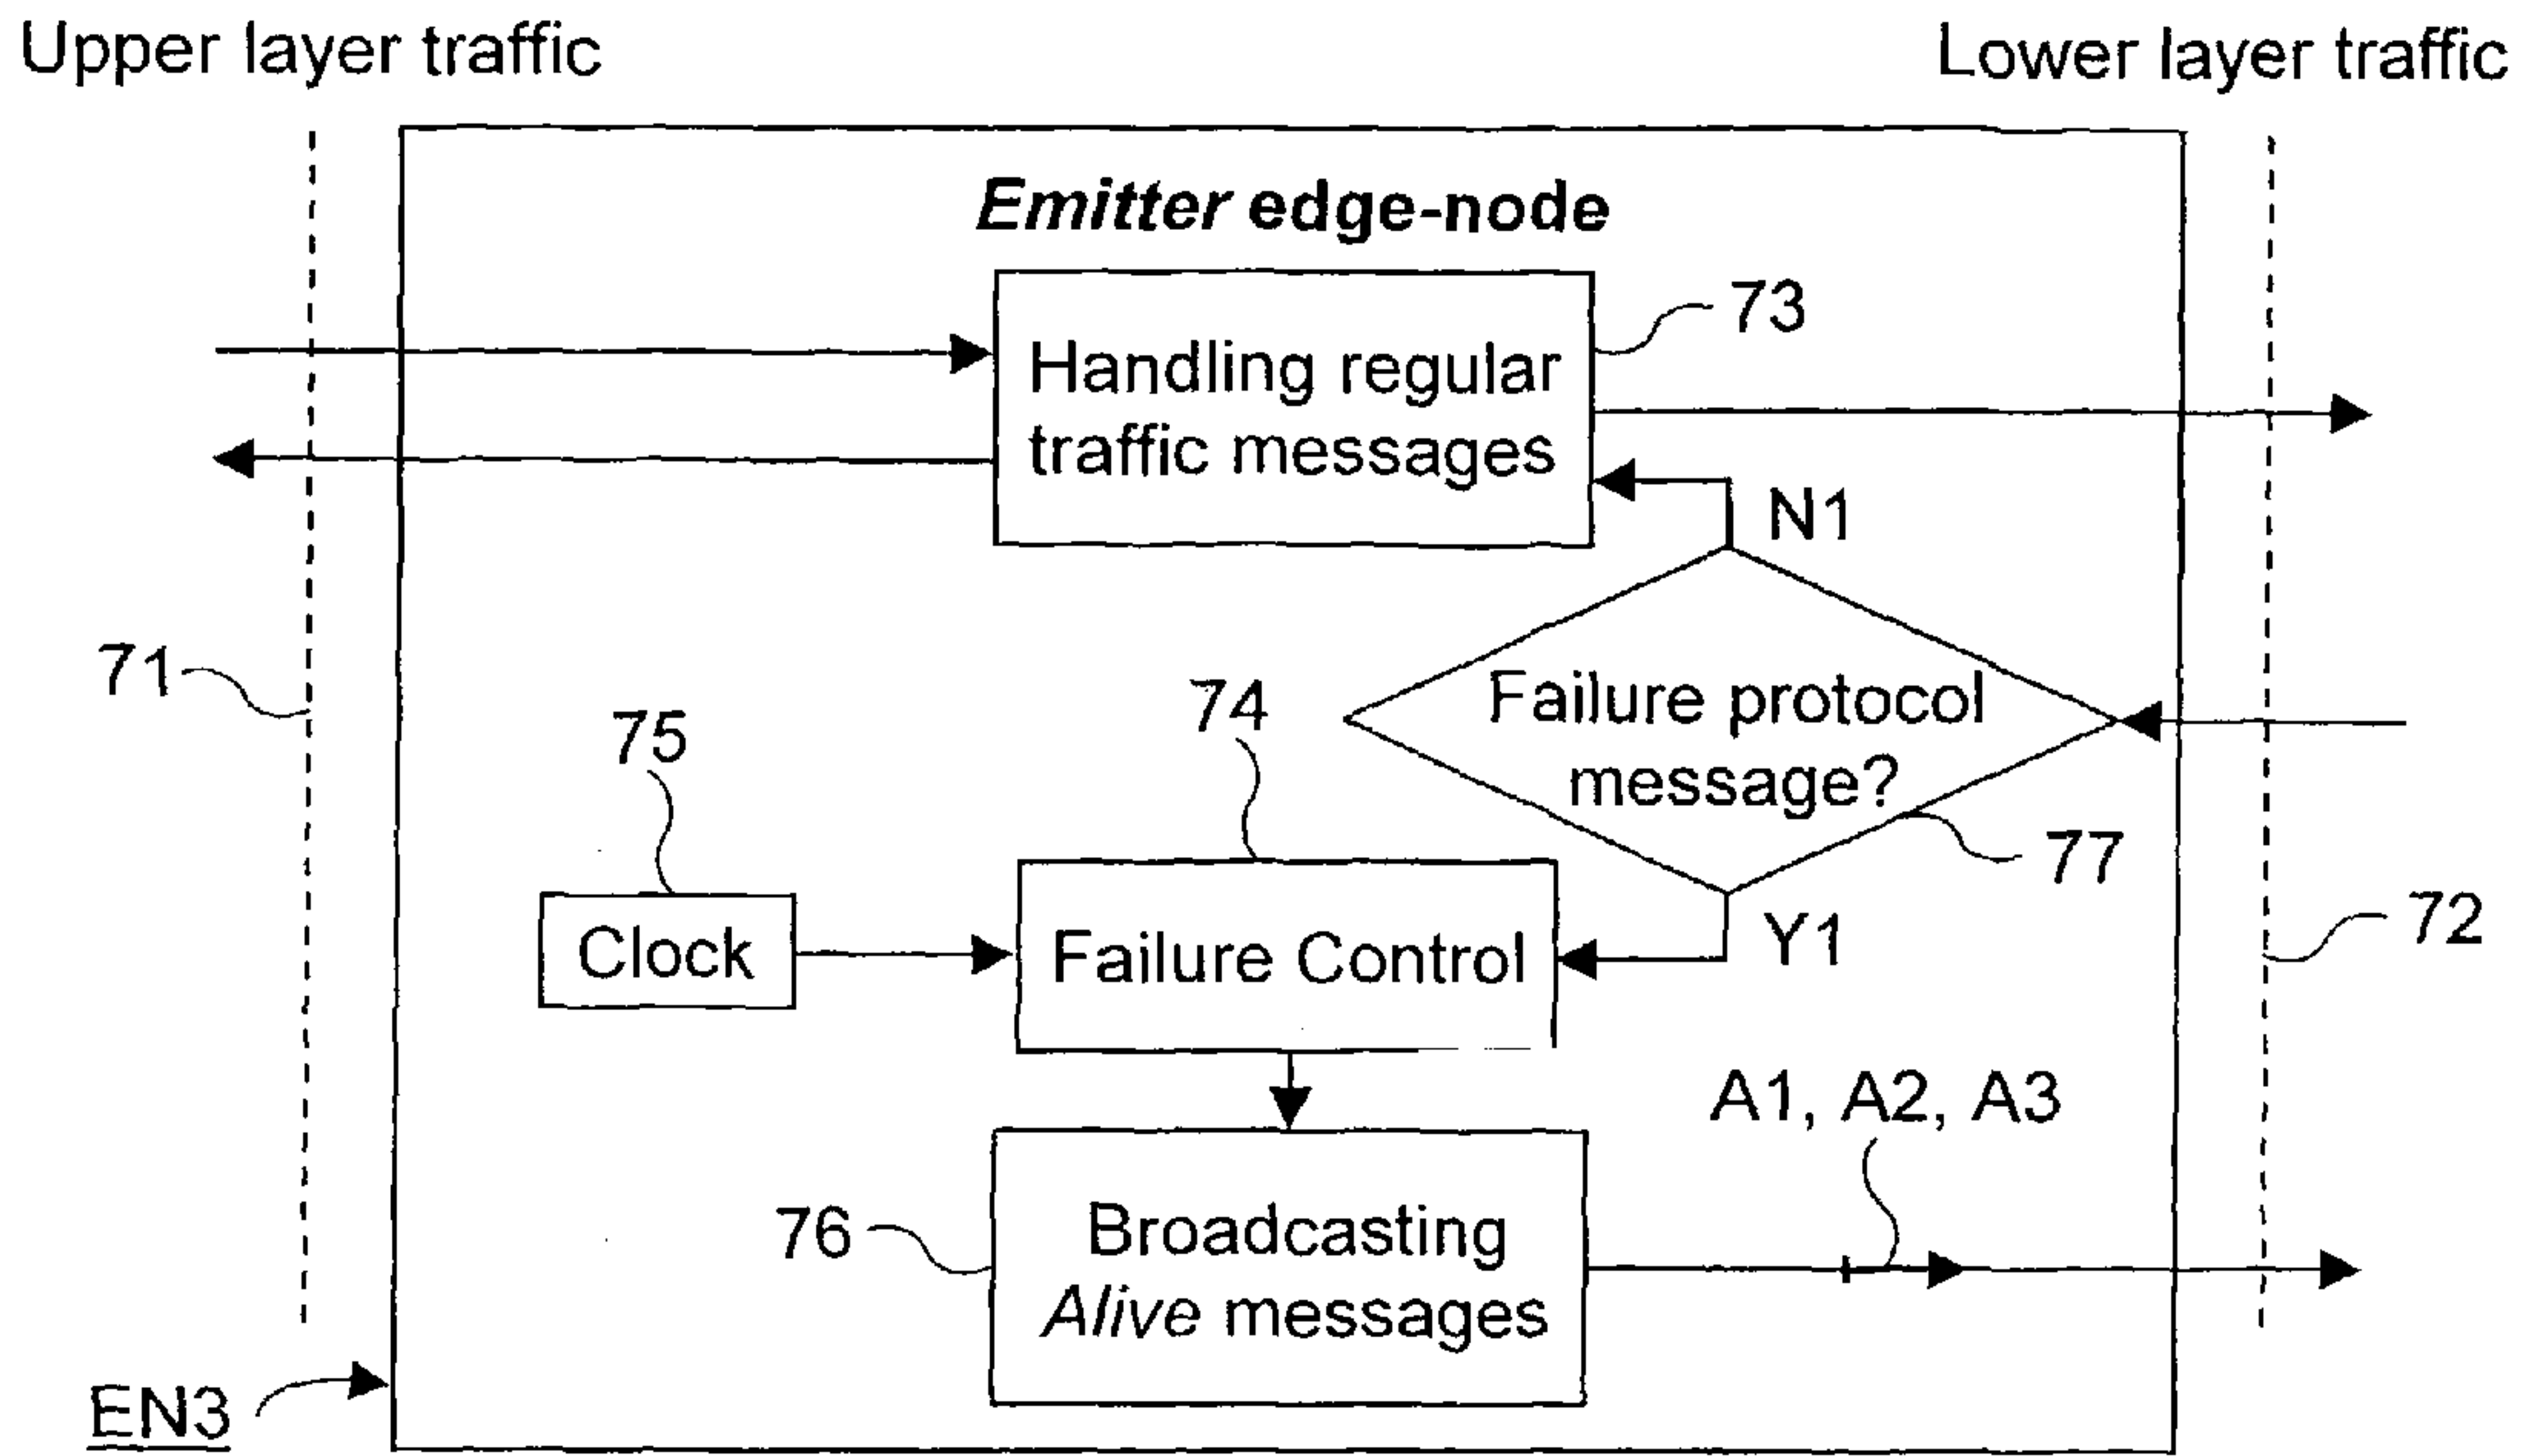 Upper layer traffic
Lower layer traffic
Emitter edge-node
73
Handling regular
traffic messages
N1
71
Failure protocol
message?
74
75
77
72
Clock
Failure Control
Y1
A1, A2, A3
76
Broadcasting
Alive messages
EN3